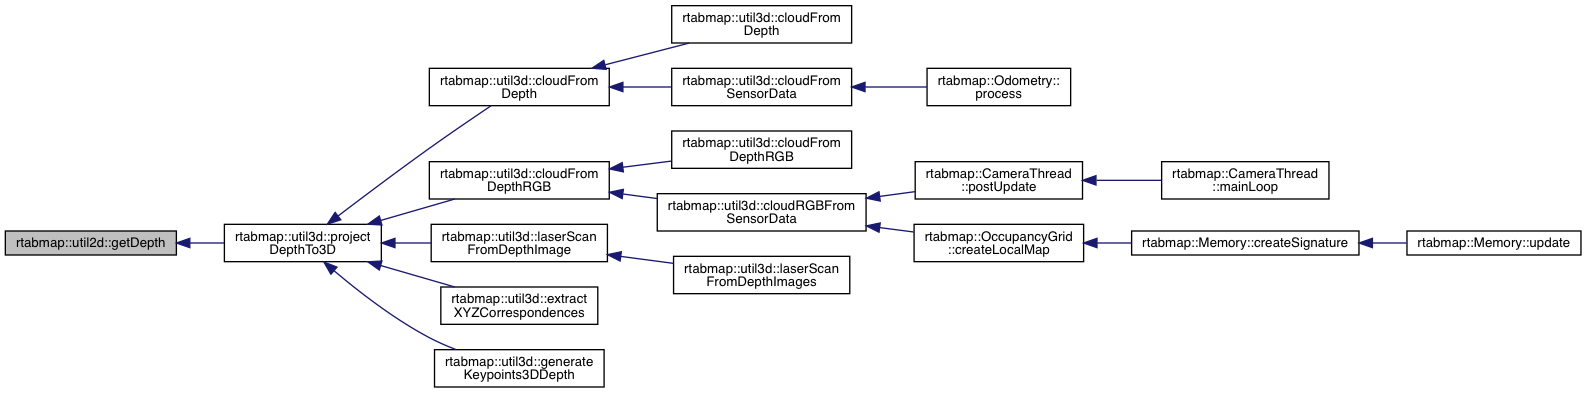 rtabmap::util2d::getDepth
rtabmap::util3d::project
DepthTo3D
rtabmap::util3d::cloudFrom
Depth
rtabmap::util3d::cloudFrom
Depth
rtabmap::util3d::cloudFrom
SensorData
rtabmap::Odometry::
process
rtabmap::util3d::cloudFrom
DepthRGB
rtabmap::util3d::cloudFrom
DepthRGB
rtabmap::util3d::cloudRGBFrom
SensorData
rtabmap::CameraThread
::postUpdate
rtabmap::CameraThread
::mainLoop
rtabmap::OccupancyGrid
::createLocalMap
rtabmap::Memory::createSignature
rtabmap::Memory::update
rtabmap::util3d::laserScan
FromDepthImage
rtabmap::util3d::laserScan
FromDepthImages
rtabmap::util3d::extract
XYZCorrespondences
rtabmap::util3d::generate
Keypoints3DDepth